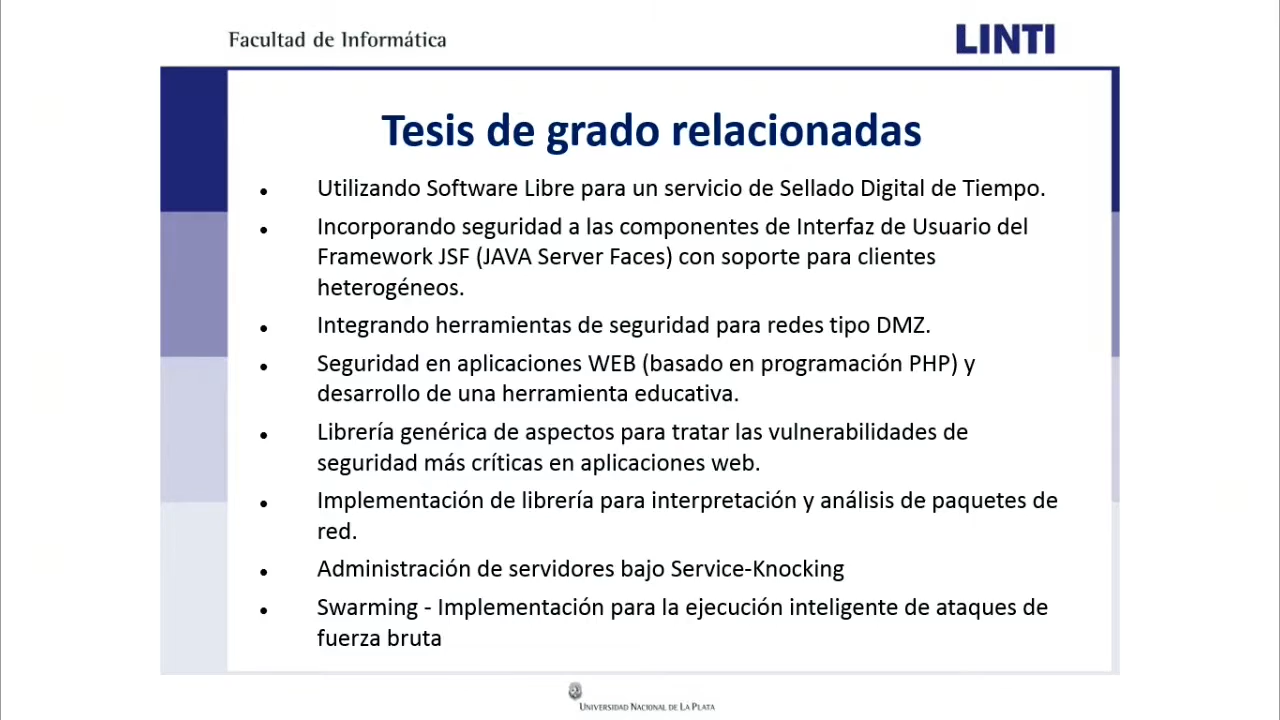 Facultad de Informática
LINTI
Tesis de grado relacionadas
• Utilizando Software Libre para un servicio de Sellado Digital de Tiempo.
• Incorporando seguridad a las componentes de Interfaz de Usuario del
Framework JSF (JAVA Server Faces) con soporte para clientes
heterogéneos.
• Integrando herramientas de seguridad para redes tipo DMZ.
• Seguridad en aplicaciones WEB (basado en programación PHP) y
desarrollo de una herramienta educativa.
• Librería genérica de aspectos para tratar las vulnerabilidades de
seguridad más críticas en aplicaciones web.
• Implementación de librería para interpretación y análisis de paquetes de
red.
• Administración de servidores bajo Service-Knocking
• Swarming - Implementación para la ejecución inteligente de ataques de
fuerza bruta
UNIVERSIDAD NACIONAL DE LA PLATA